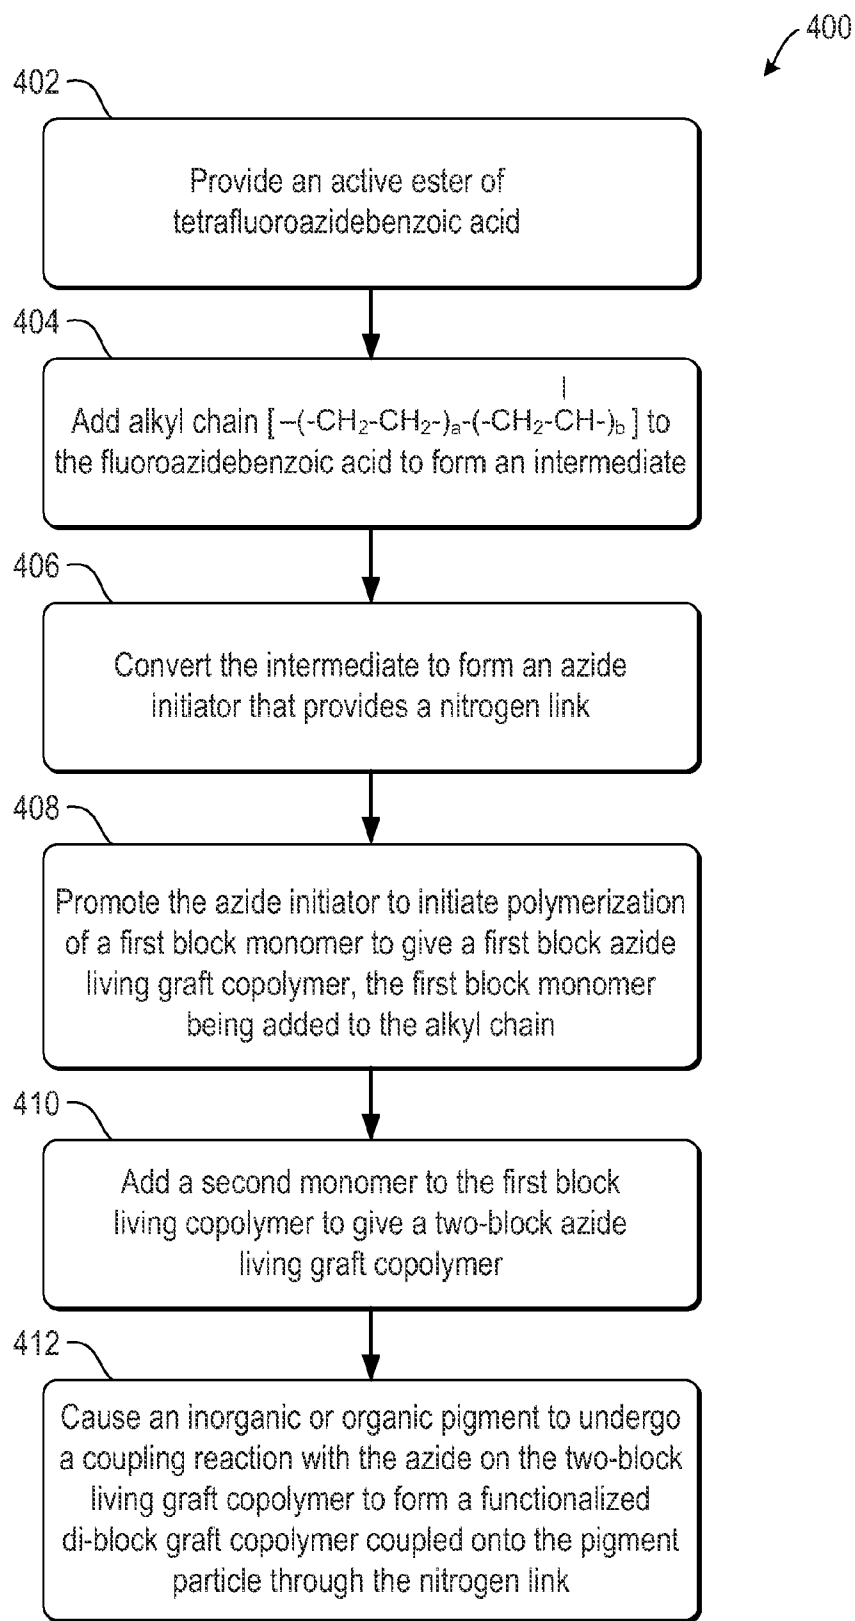 400
402
Provide an active ester of
tetrafluoroazidebenzoic acid
404
Add alkyl chain [ –(-CH₂-CH₂-)ₐ-(-CH₂-CH-)b ] to
the fluoroazidebenzoic acid to form an intermediate
406
Convert the intermediate to form an azide
initiator that provides a nitrogen link
408
Promote the azide initiator to initiate polymerization
of a first block monomer to give a first block azide
living graft copolymer, the first block monomer
being added to the alkyl chain
410
Add a second monomer to the first block
living copolymer to give a two-block azide
living graft copolymer
412
Cause an inorganic or organic pigment to undergo
a coupling reaction with the azide on the two-block
living graft copolymer to form a functionalized
di-block graft copolymer coupled onto the pigment
particle through the nitrogen link